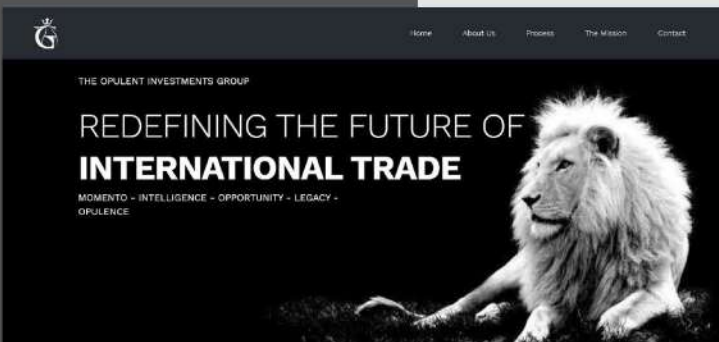 G
Home About Us Process The Mission Contact
THE OPULENT INVESTMENTS GROUP
REDEFINING THE FUTURE OF
INTERNATIONAL TRADE
MOMENTO – INTELLIGENCE – OPPORTUNITY – LEGACY –
OPULENCE